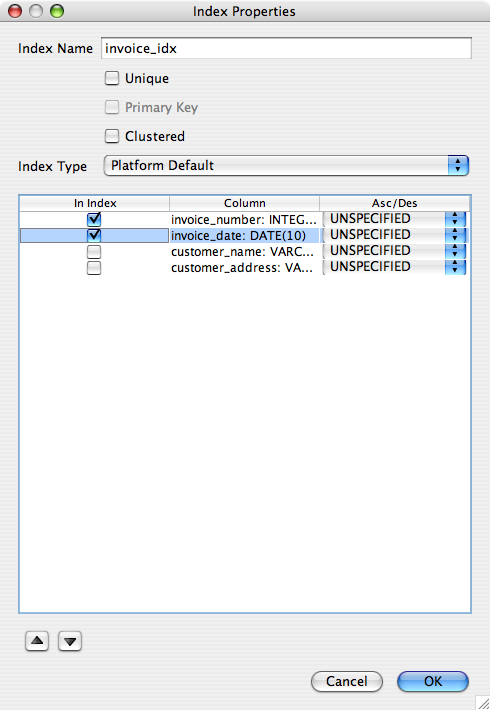 Index Properties
Index Name invoice_idx
Unique
Primary Key
Clustered
Index Type Platform Default
In Index Column Asc/Des
invoice_number: INTEG... UNSPECIFIED
invoice_date: DATE(10) UNSPECIFIED
customer_name: VARC... UNSPECIFIED
customer_address: VA... UNSPECIFIED
Cancel OK